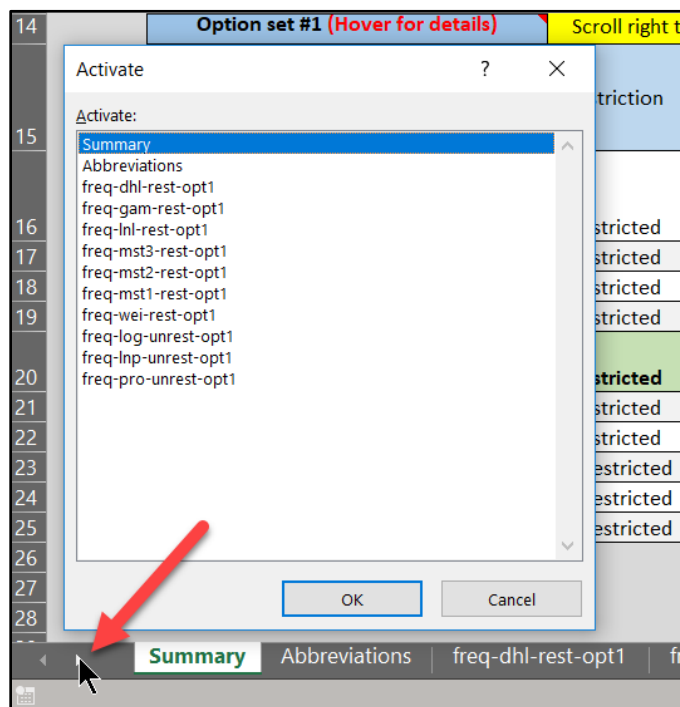 14 Option set #1 (Hover for details) Scroll right t
Activate ? ×
Activate:
Summary
Abbreviations
freq-dhl-rest-opt1
freq-gam-rest-opt1
freq-lnl-rest-opt1
freq-mst3-rest-opt1
freq-mst2-rest-opt1
freq-mst1-rest-opt1
freq-wei-rest-opt1
freq-log-unrest-opt1
freq-lnp-unrest-opt1
freq-pro-unrest-opt1
OK Cancel
15 triction
16 stricted
17 stricted
18 stricted
19 stricted
20 stricted
21 stricted
22 stricted
23 estricted
24 estricted
25 estricted
26
27
28
Summary Abbreviations freq-dhl-rest-opt1 f